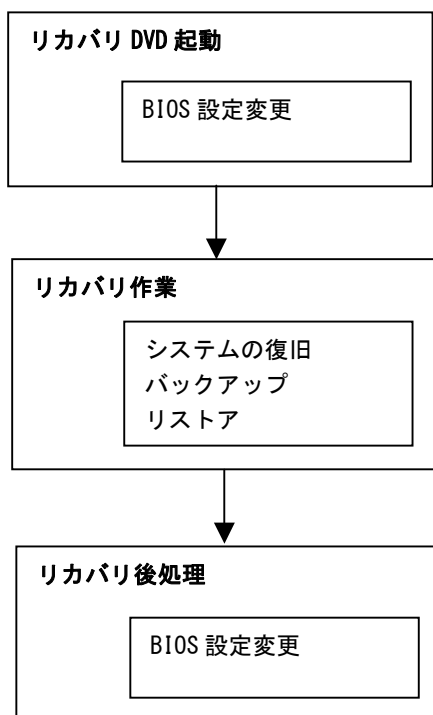 リカバリ DVD 起動
BIOS 設定変更
リカバリ作業
システムの復旧
バックアップ
リストア
リカバリ後処理
BIOS 設定変更